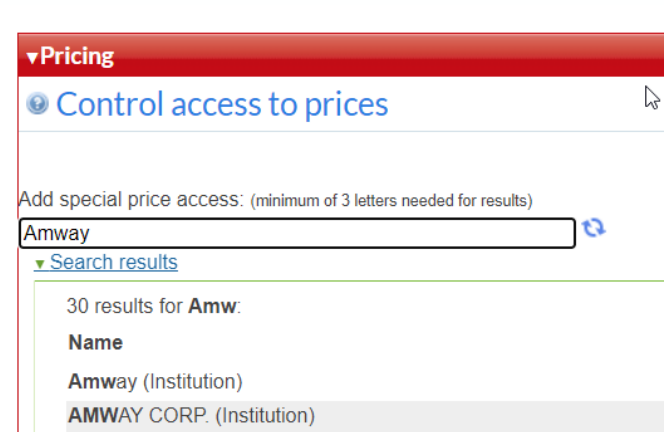 ▾Pricing
Control access to prices
Add special price access: (minimum of 3 letters needed for results)
Amway
▾ Search results
30 results for Amw:
Name
Amway (Institution)
AMWAY CORP. (Institution)